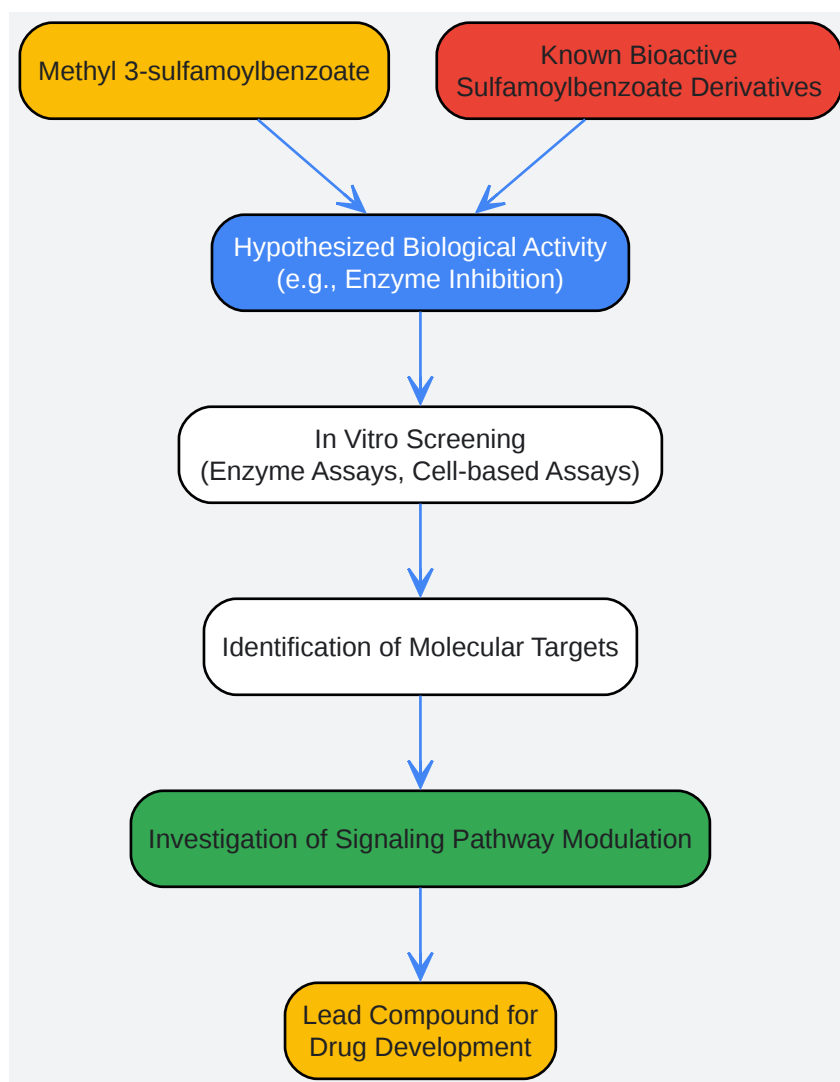 Methyl 3-sulfamoylbenzoate
Known Bioactive
Sulfamoylbenzoate Derivatives
Hypothesized Biological Activity
(e.g., Enzyme Inhibition)
In Vitro Screening
(Enzyme Assays, Cell-based Assays)
Identification of Molecular Targets
Investigation of Signaling Pathway Modulation
Lead Compound for
Drug Development